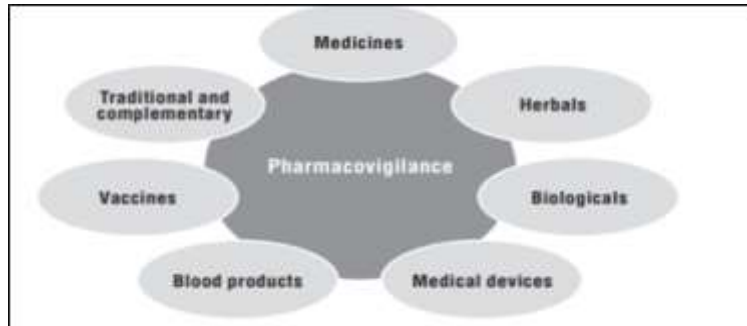 Medicines
Traditional and
complementary
Herbals
Pharmacovigilance
Vaccines
Biologicals
Blood products
Medical devices